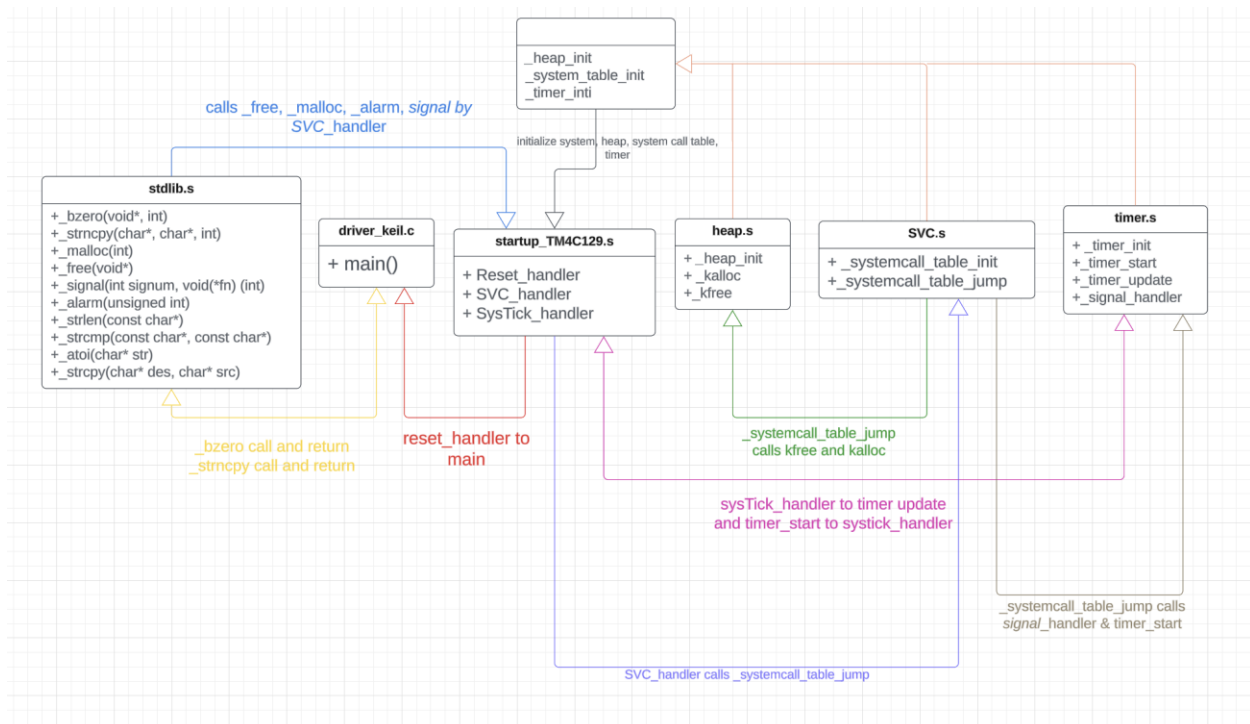 _heap_init
_system_table_init
_timer_inti
calls _free, _malloc, _alarm, signal by
SVC_handler
initialize system, heap, system call table,
timer
stdlib.s
+_bzero(void*, int)
+_strncpy(char*, char*, int)
+_malloc(int)
+_free(void*)
+_signal(int signum, void(*fn) (int)
+_alarm(unsigned int)
+_strlen(const char*)
+_strcmp(const char*, const char*)
+_atoi(char* str)
+_strcpy(char* des, char* src)
driver_keil.c
+ main()
startup_TM4C129.s
+ Reset_handler
+ SVC_handler
+ SysTick_handler
heap.s
+ _heap_init
+ _kalloc
+ _kfree
SVC.s
+ _systemcall_table_init
+_systemcall_table_jump
timer.s
+ _timer_init
+ _timer_start
+ _timer_update
+_signal_handler
_bzero call and return
_strncpy call and return
reset_handler to
main
_systemcall_table_jump
calls kfree and kalloc
sysTick_handler to timer update
and timer_start to systick_handler
_systemcall_table_jump calls
signal_handler & timer_start
SVC_handler calls _systemcall_table_jump